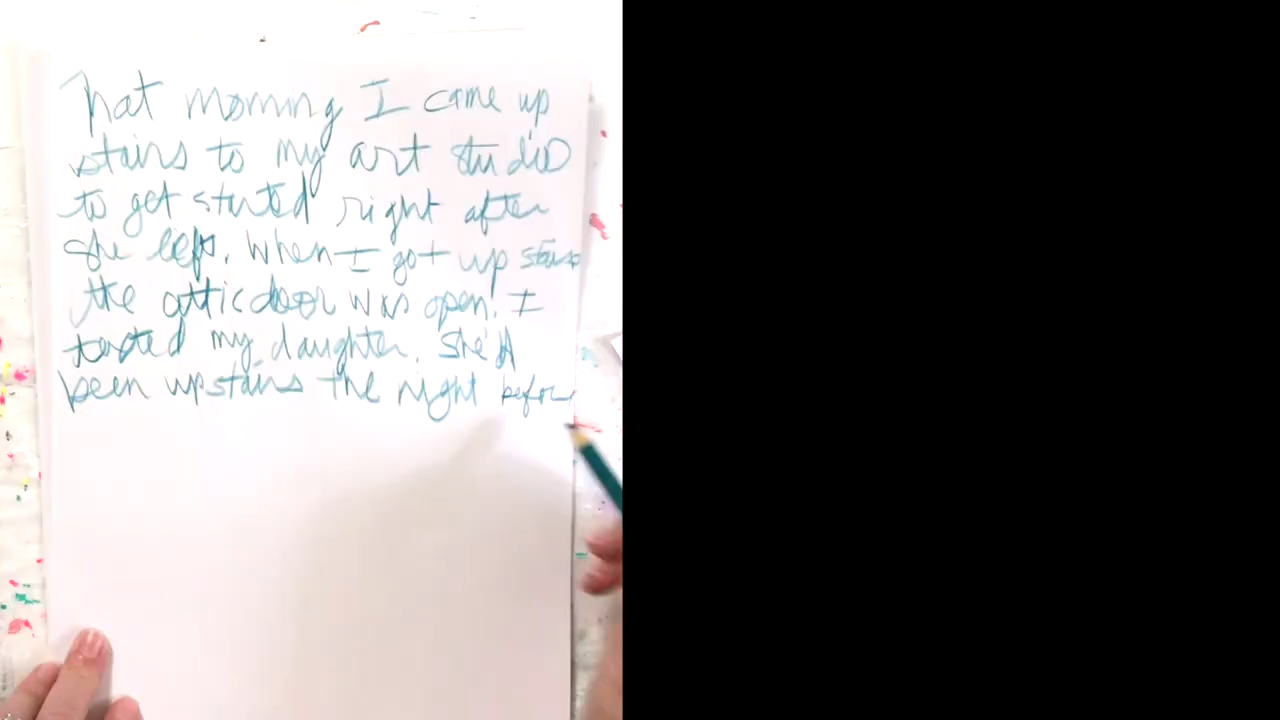 That morning I came up
stairs to my art studio
to get started right after
she left. When I got up stairs
the attic door was open. I
texted my daughter. She'd
been upstairs the night before